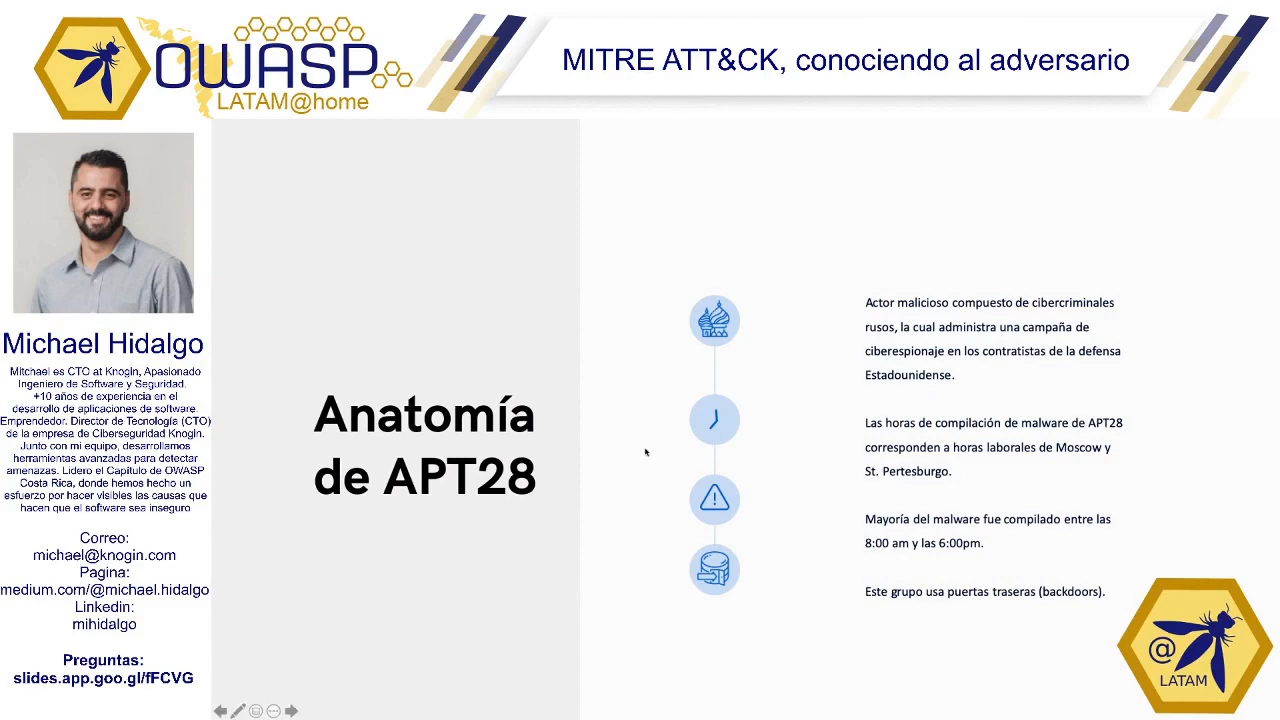 OWASP
LATAM@home
MITRE ATT&CK, conociendo al adversario
Michael Hidalgo
Mitchael es CTO at Knogin, Apasionado
Ingeniero de Software y Seguridad.
+10 años de experiencia en el
desarrollo de aplicaciones de software.
Emprendedor. Director de Tecnología (CTO)
de la empresa de Ciberseguridad Knogin.
Junto con mi equipo, desarrollamos
herramientas avanzadas para detectar
amenazas. Lidero el Capítulo de OWASP
Costa Rica, donde hemos hecho un
esfuerzo por hacer visibles las causas que
hacen que el software sea inseguro
Correo:
michael@knogin.com
Pagina:
medium.com/@michael.hidalgo
Linkedin:
mihidalgo
Preguntas:
slides.app.goo.gl/fFCVG
Anatomía
de APT28
Actor malicioso compuesto de cibercriminales
rusos, la cual administra una campaña de
ciberespionaje en los contratistas de la defensa
Estadounidense.
Las horas de compilación de malware de APT28
corresponden a horas laborales de Moscow y
St. Pertesburgo.
Mayoría del malware fue compilado entre las
8:00 am y las 6:00pm.
Este grupo usa puertas traseras (backdoors).
@
LATAM